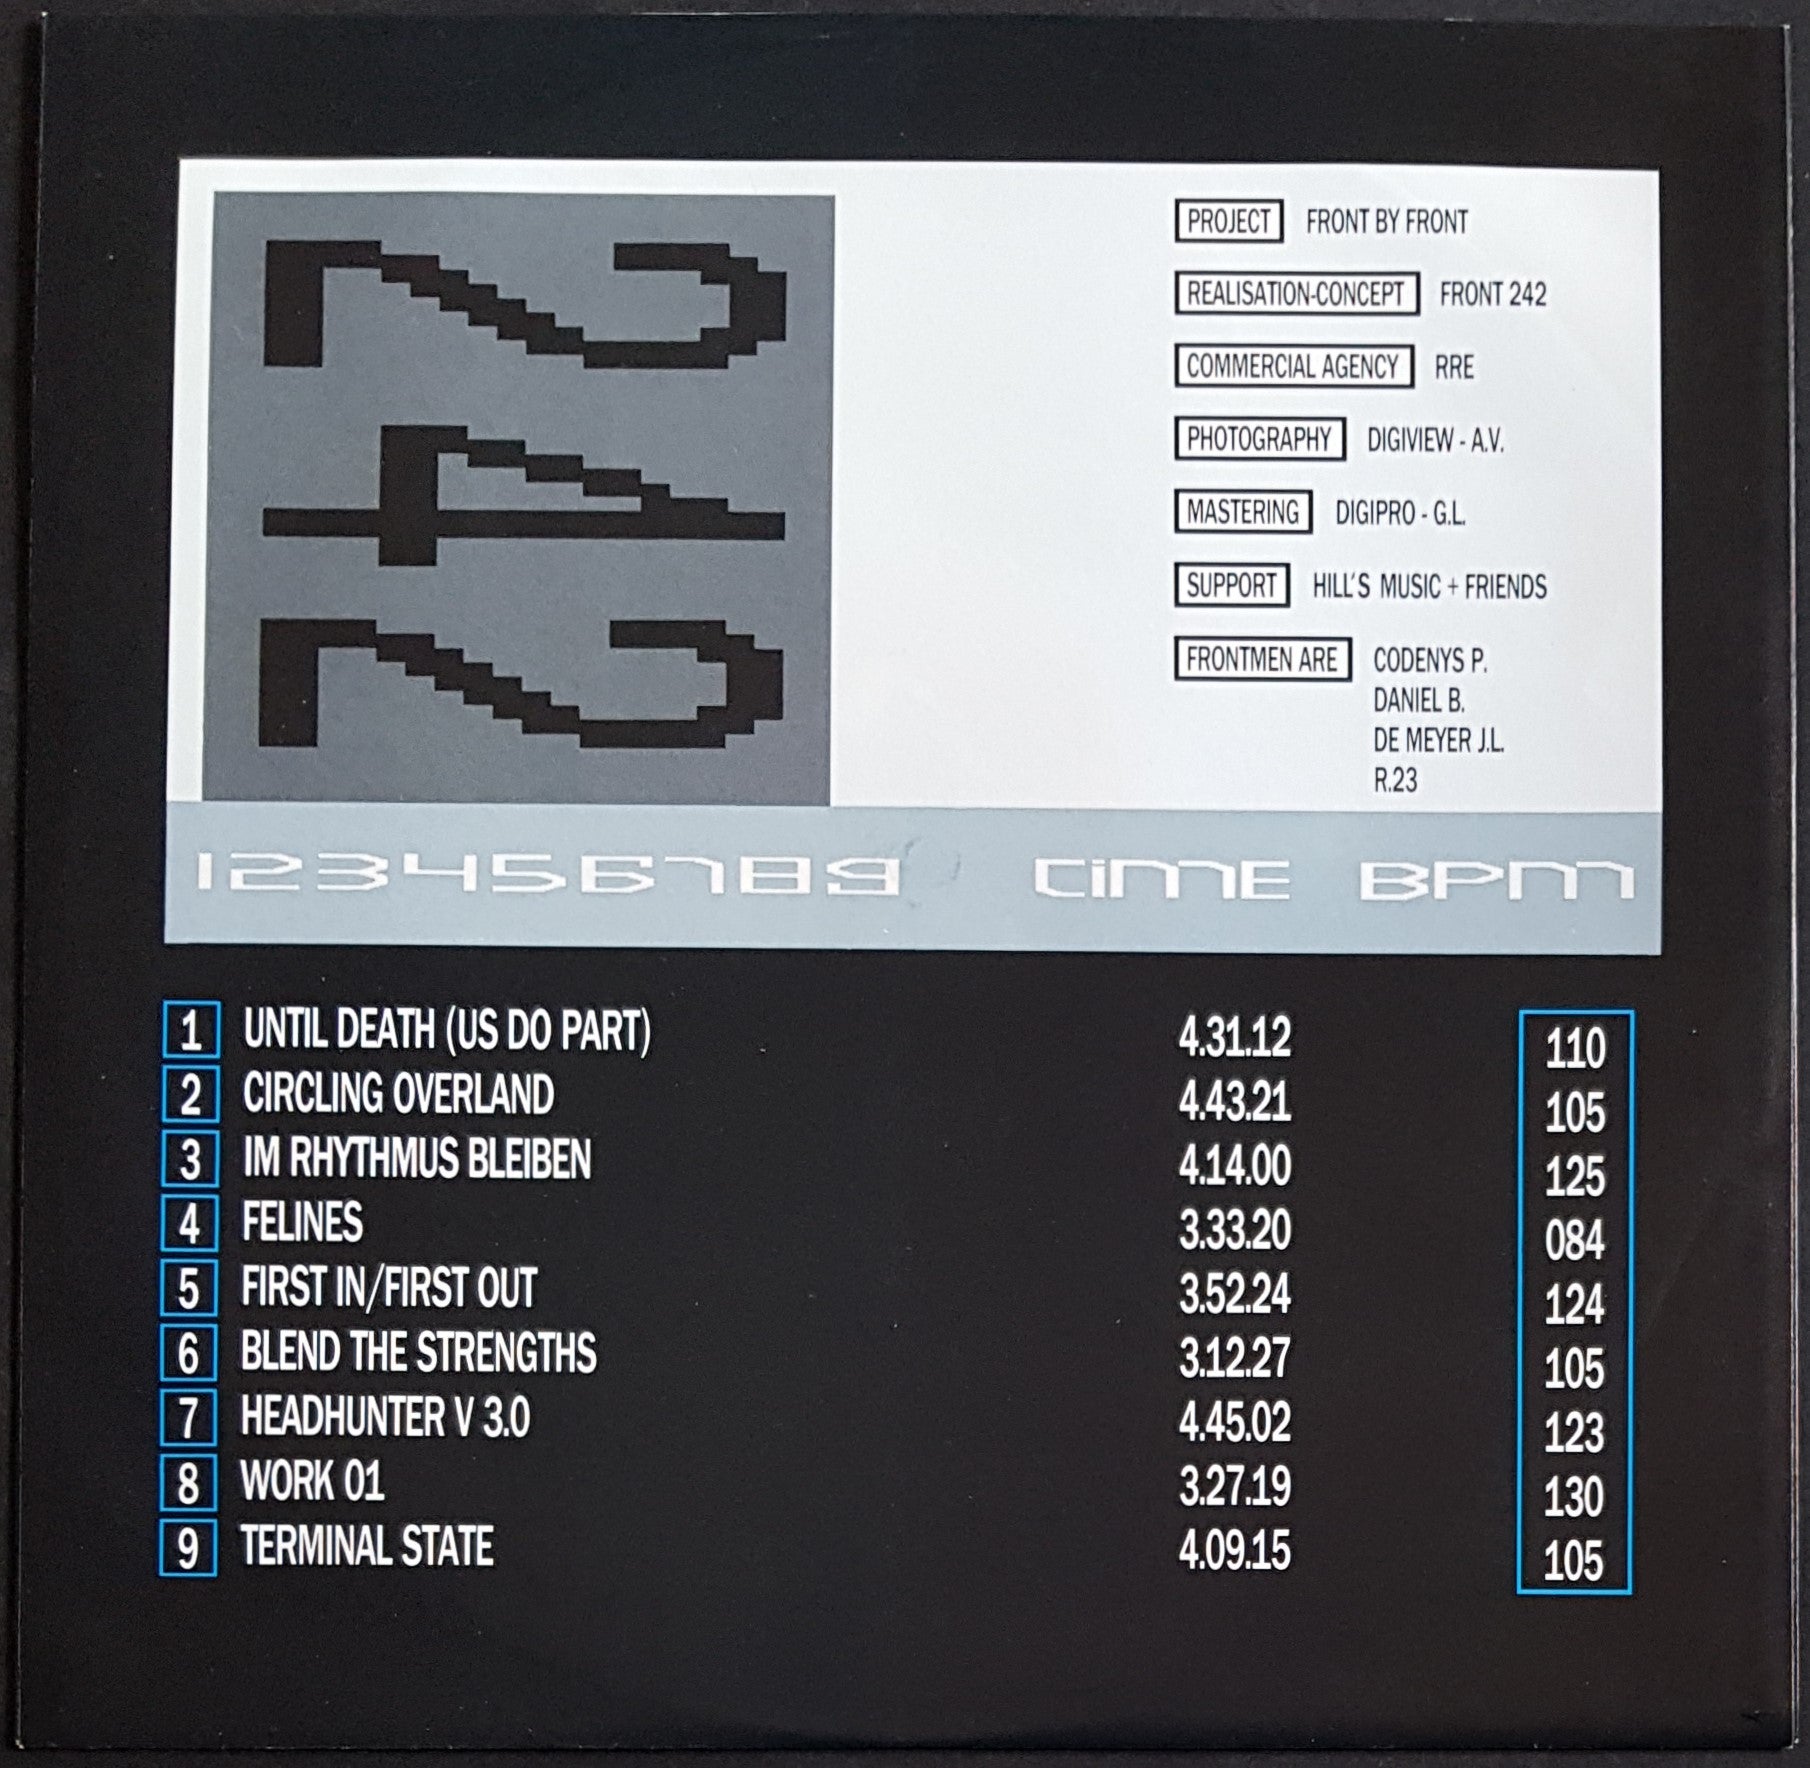 242
PROJECT FRONT BY FRONT
REALISATION-CONCEPT FRONT 242
COMMERCIAL AGENCY RRE
PHOTOGRAPHY DIGIVIEW - A.V.
MASTERING DIGIPRO - G.L.
SUPPORT HILL'S MUSIC + FRIENDS
FRONTMEN ARE CODENYS P.
DANIEL B.
DE MEYER J.L.
R.23
123456789 TiME BPM
1 UNTIL DEATH (US DO PART) 4.31.12 110
2 CIRCLING OVERLAND 4.43.21 105
3 IM RHYTHMUS BLEIBEN 4.14.00 125
4 FELINES 3.33.20 084
5 FIRST IN/FIRST OUT 3.52.24 124
6 BLEND THE STRENGTHS 3.12.27 105
7 HEADHUNTER V 3.0 4.45.02 123
8 WORK 01 3.27.19 130
9 TERMINAL STATE 4.09.15 105